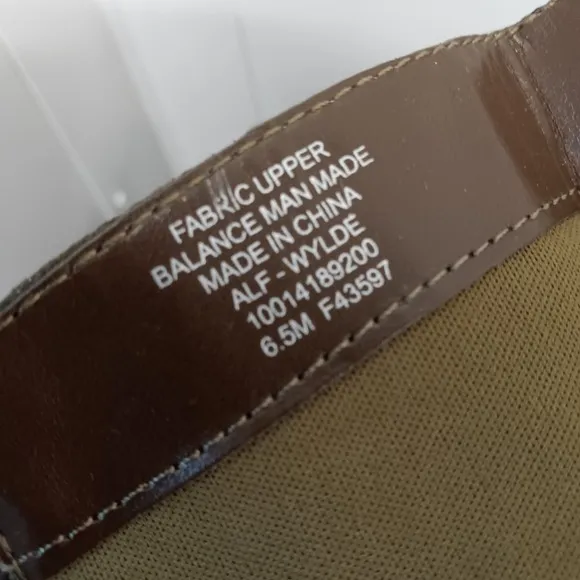 FABRIC UPPER
BALANCE MAN MADE
MADE IN CHINA
ALF - WYLDE
10014189200
6.5M F43597